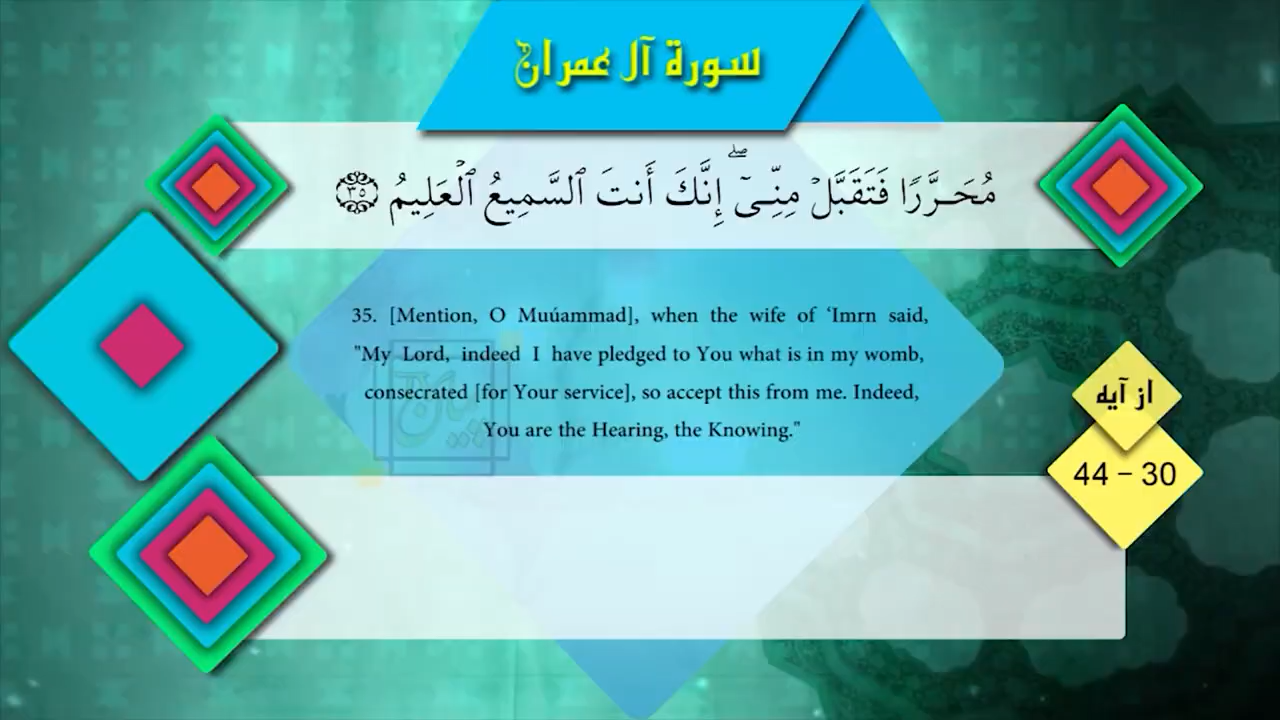 سورة آل عمران
مُحَرَّرًا فَتَقَبَّلْ مِنِّىٓ ۖ إِنَّكَ أَنتَ ٱلسَّمِيعُ ٱلْعَلِيمُ ٣٥
35. [Mention, O Muúammad], when the wife of ‘Imrn said,
"My Lord, indeed I have pledged to You what is in my womb,
consecrated [for Your service], so accept this from me. Indeed,
You are the Hearing, the Knowing."
از آیه
44 – 30